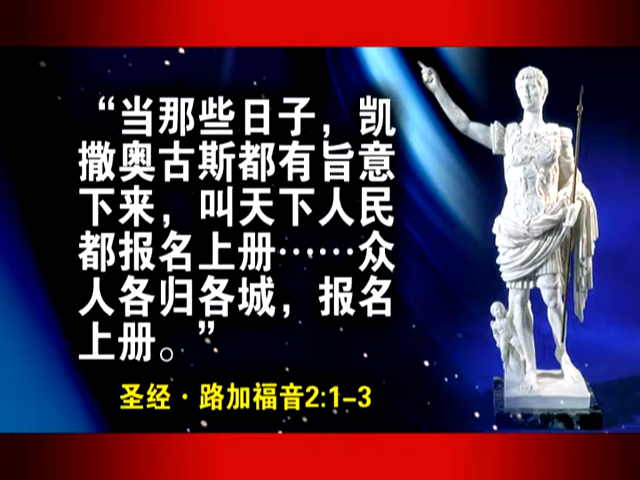 “当那些日子，凯
撒奥古斯都有旨意
下来，叫天下人民
都报名上册……众
人各归各城，报名
上册。”
圣经·路加福音2:1-3